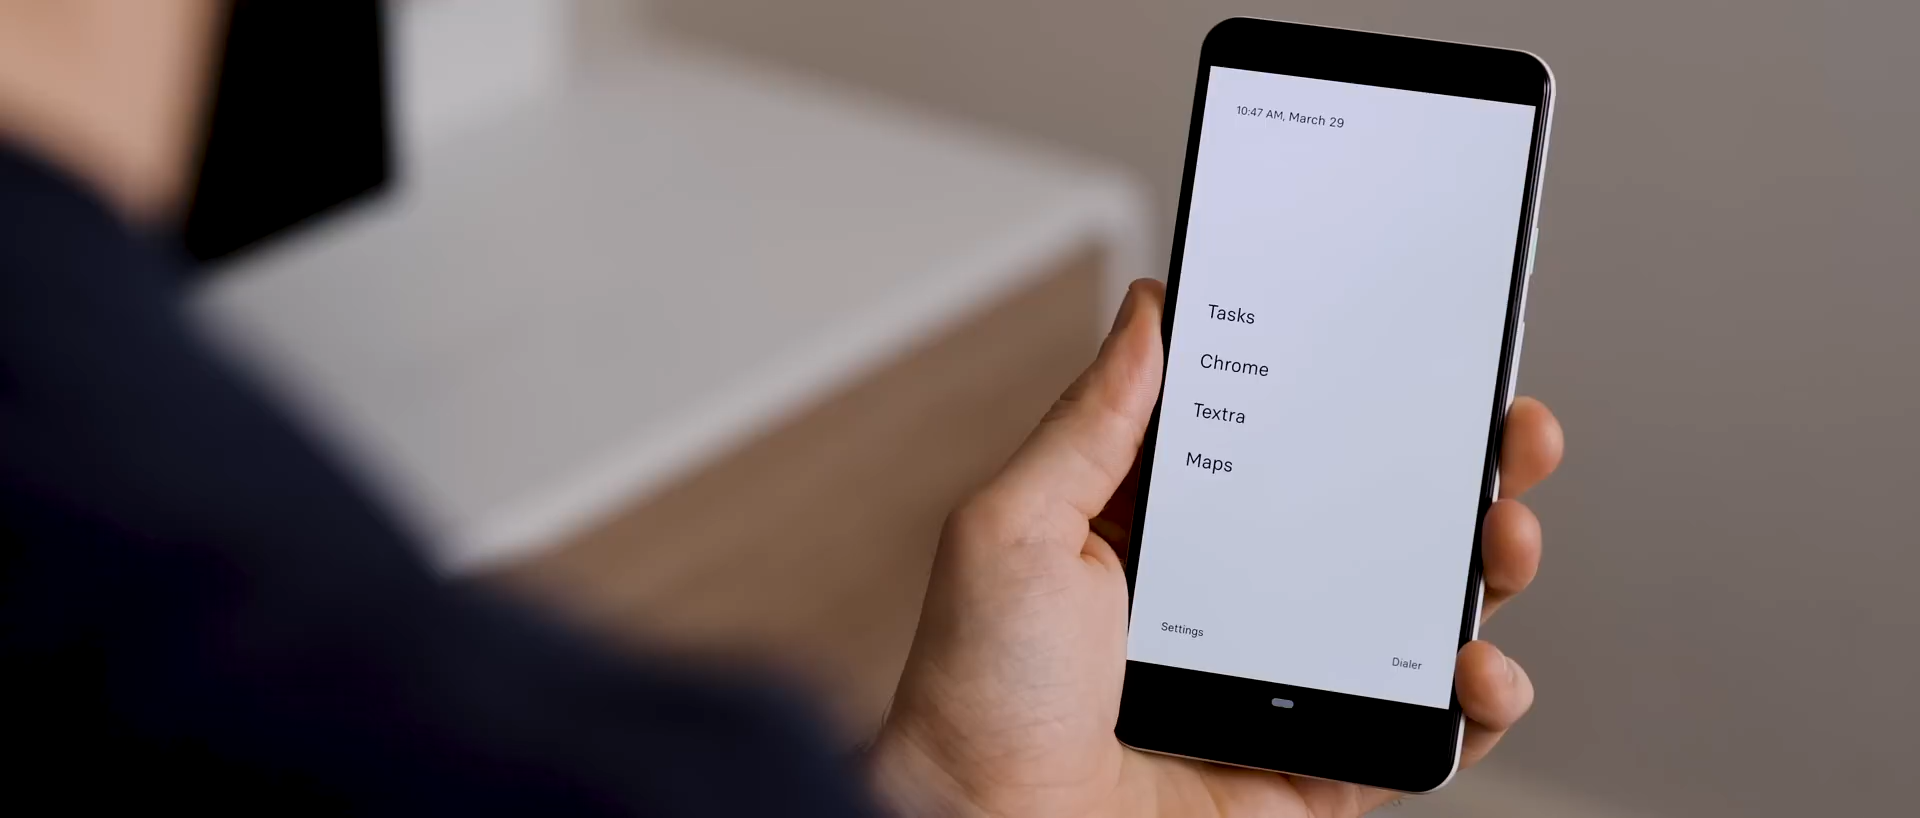 10:47 AM, March 29
Tasks
Chrome
Textra
Maps
Settings
Dialer